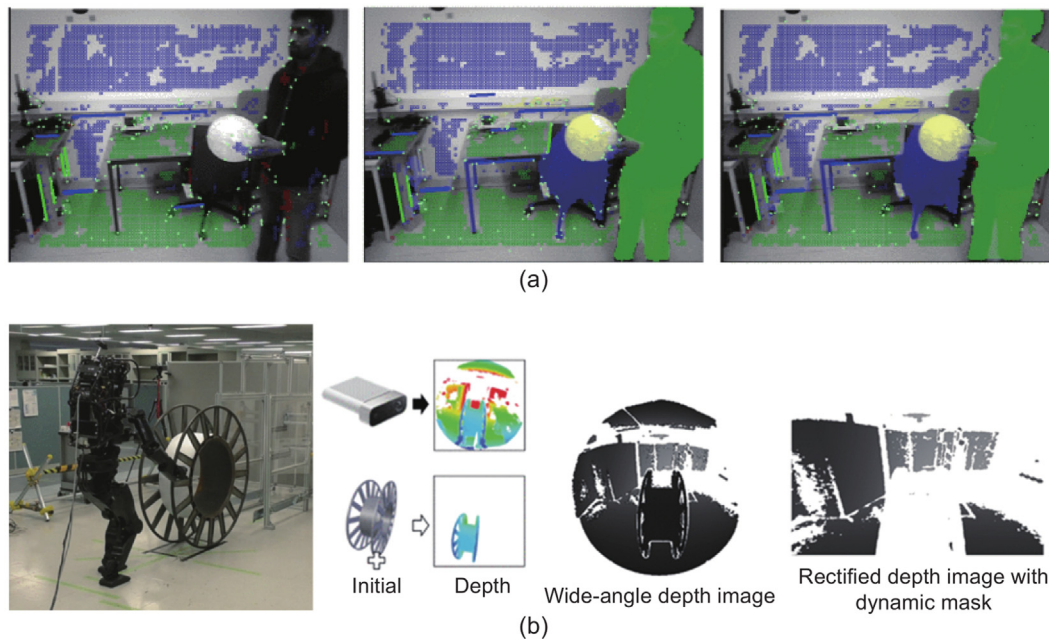 (a)
Initial
Depth
Wide-angle depth image
Rectified depth image with
dynamic mask
(b)